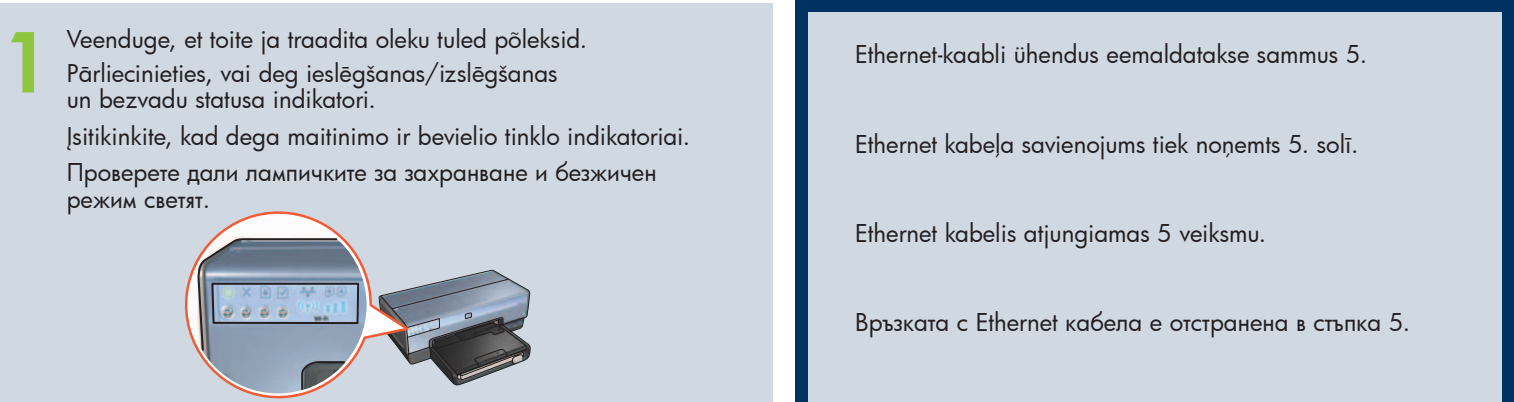 1
Veenduge, et toite ja traadita oleku tuled põleksid.
Pārliecinieties, vai deg ieslēgšanas/izslēgšanas
un bezvadu statusa indikatori.
Įsitikinkite, kad dega maitinimo ir bevielio tinklo indikatoriai.
Проверете дали лампичките за захранване и безжичен
режим светят.
Ethernet-kaabli ühendus eemaldatakse sammus 5.
Ethernet kabeļa savienojums tiek noņemts 5. solī.
Ethernet kabelis atjungiamas 5 veiksmu.
Връзката с Ethernet кабела е отстранена в стъпка 5.